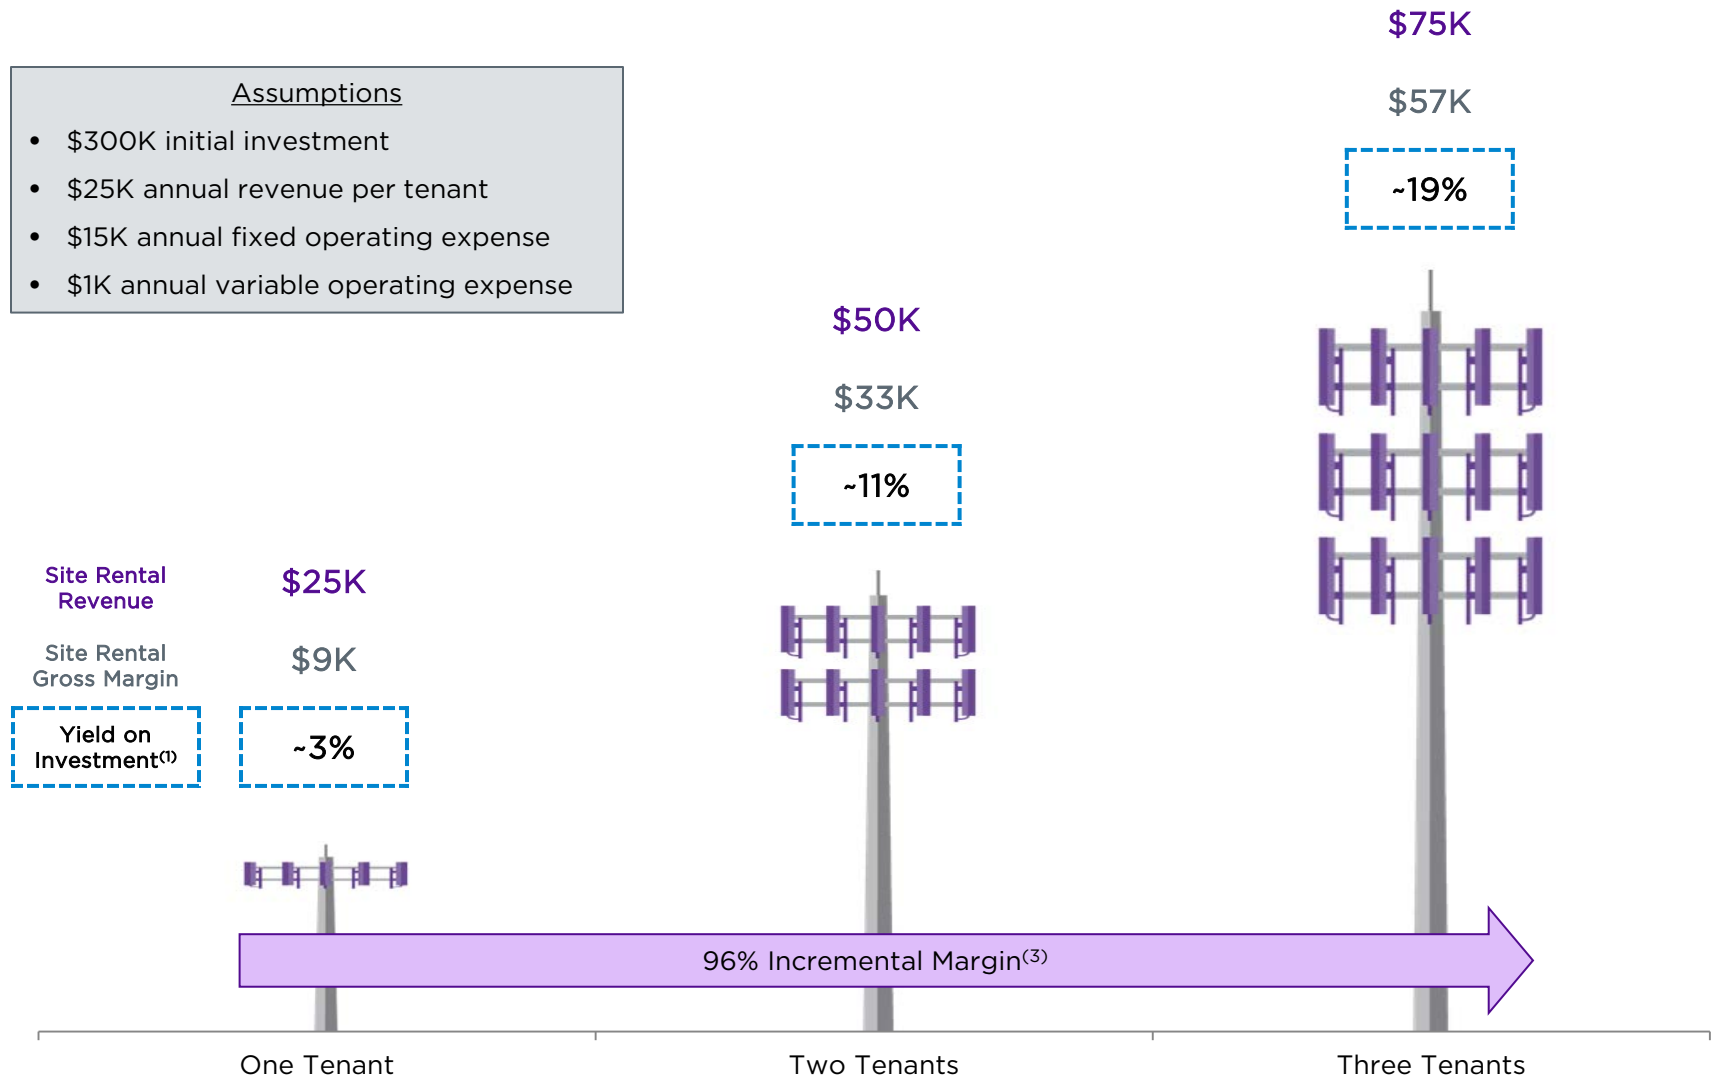 Assumptions
• $300K initial investment
• $25K annual revenue per tenant
• $15K annual fixed operating expense
• $1K annual variable operating expense
$75K
$57K
~19%
$50K
$33K
~11%
Site Rental
Revenue
$25K
Site Rental
Gross Margin
$9K
Yield on
Investment(1)
~3%
96% Incremental Margin(3)
One Tenant
Two Tenants
Three Tenants